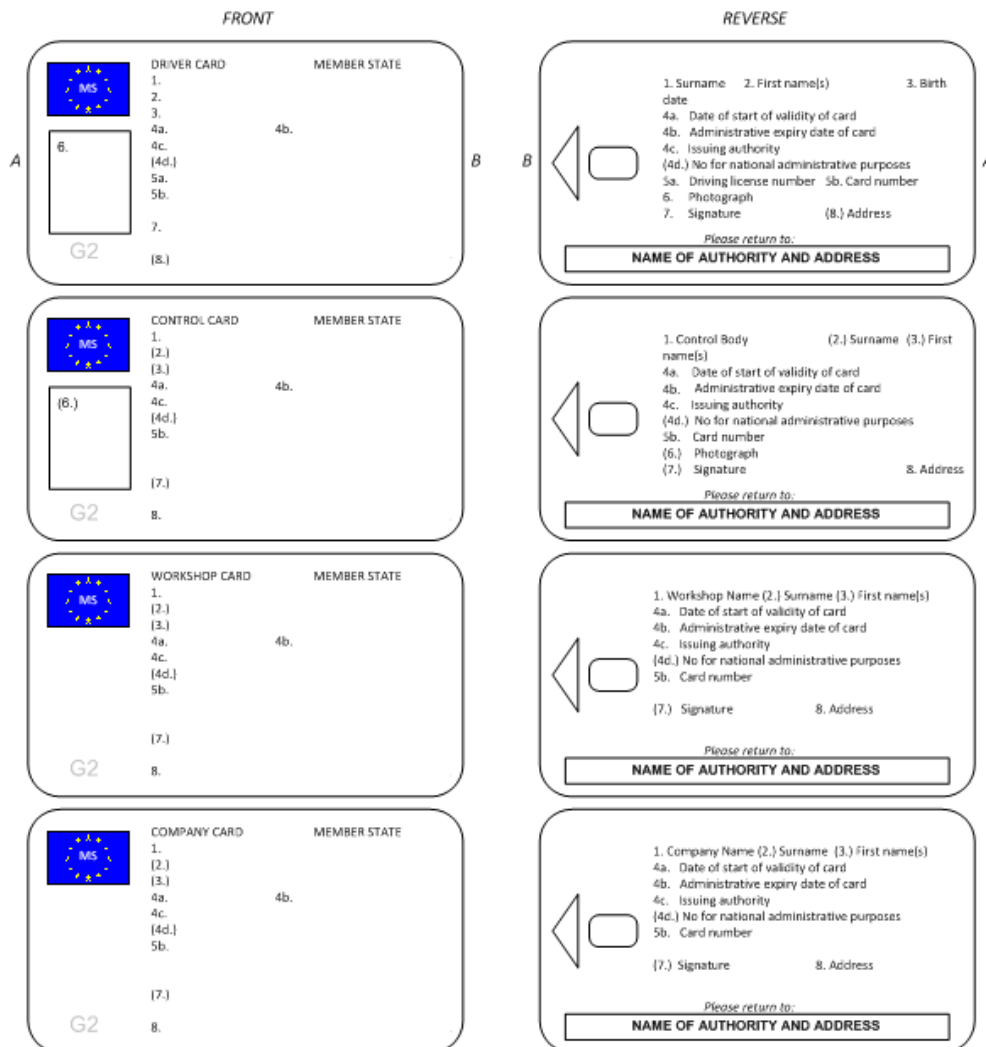 FRONT
REVERSE
A
B
B
A
MS
DRIVER CARD MEMBER STATE
1.
2.
3.
4a. 4b.
4c.
(4d.)
5a.
5b.
6.
7.
G2
(8.)
1. Surname 2. First name(s) 3. Birth
date
4a. Date of start of validity of card
4b. Administrative expiry date of card
4c. Issuing authority
(4d.) No for national administrative purposes
5a. Driving license number 5b. Card number
6. Photograph
7. Signature (8.) Address
Please return to:
NAME OF AUTHORITY AND ADDRESS
MS
CONTROL CARD MEMBER STATE
1.
(2.)
(3.)
4a. 4b.
4c.
(4d.)
5b.
(6.)
(7.)
G2
8.
1. Control Body (2.) Surname (3.) First
name(s)
4a. Date of start of validity of card
4b. Administrative expiry date of card
4c. Issuing authority
(4d.) No for national administrative purposes
5b. Card number
(6.) Photograph
(7.) Signature 8. Address
Please return to:
NAME OF AUTHORITY AND ADDRESS
MS
WORKSHOP CARD MEMBER STATE
1.
(2.)
(3.)
4a. 4b.
4c.
(4d.)
5b.
(7.)
G2
8.
1. Workshop Name (2.) Surname (3.) First name(s)
4a. Date of start of validity of card
4b. Administrative expiry date of card
4c. Issuing authority
(4d.) No for national administrative purposes
5b. Card number
(7.) Signature 8. Address
Please return to:
NAME OF AUTHORITY AND ADDRESS
MS
COMPANY CARD MEMBER STATE
1.
(2.)
(3.)
4a. 4b.
4c.
(4d.)
5b.
(7.)
G2
8.
1. Company Name (2.) Surname (3.) First name(s)
4a. Date of start of validity of card
4b. Administrative expiry date of card
4c. Issuing authority
(4d.) No for national administrative purposes
5b. Card number
(7.) Signature 8. Address
Please return to:
NAME OF AUTHORITY AND ADDRESS